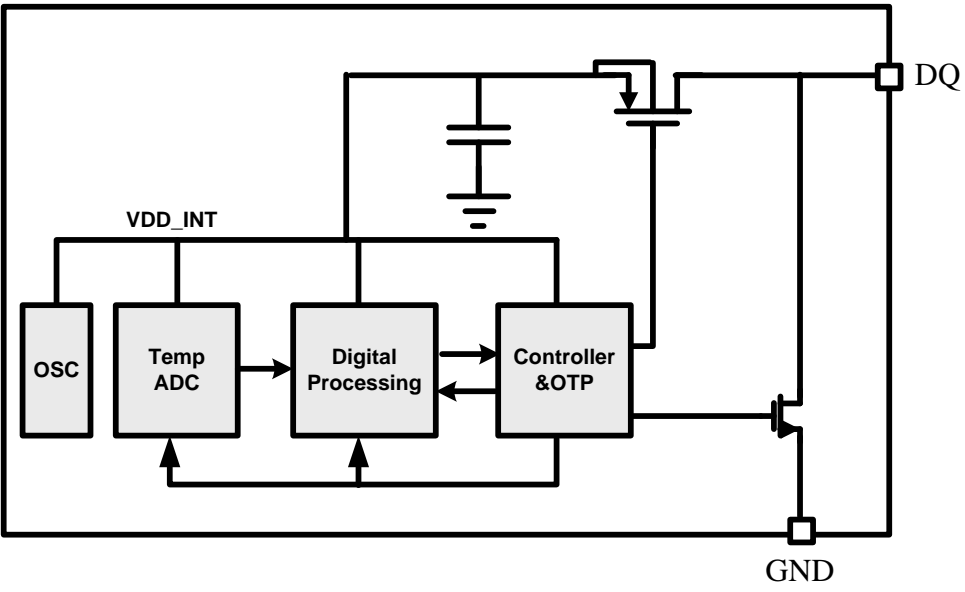 DQ
VDD_INT
OSC
Temp
ADC
Digital
Processing
Controller
&OTP
GND